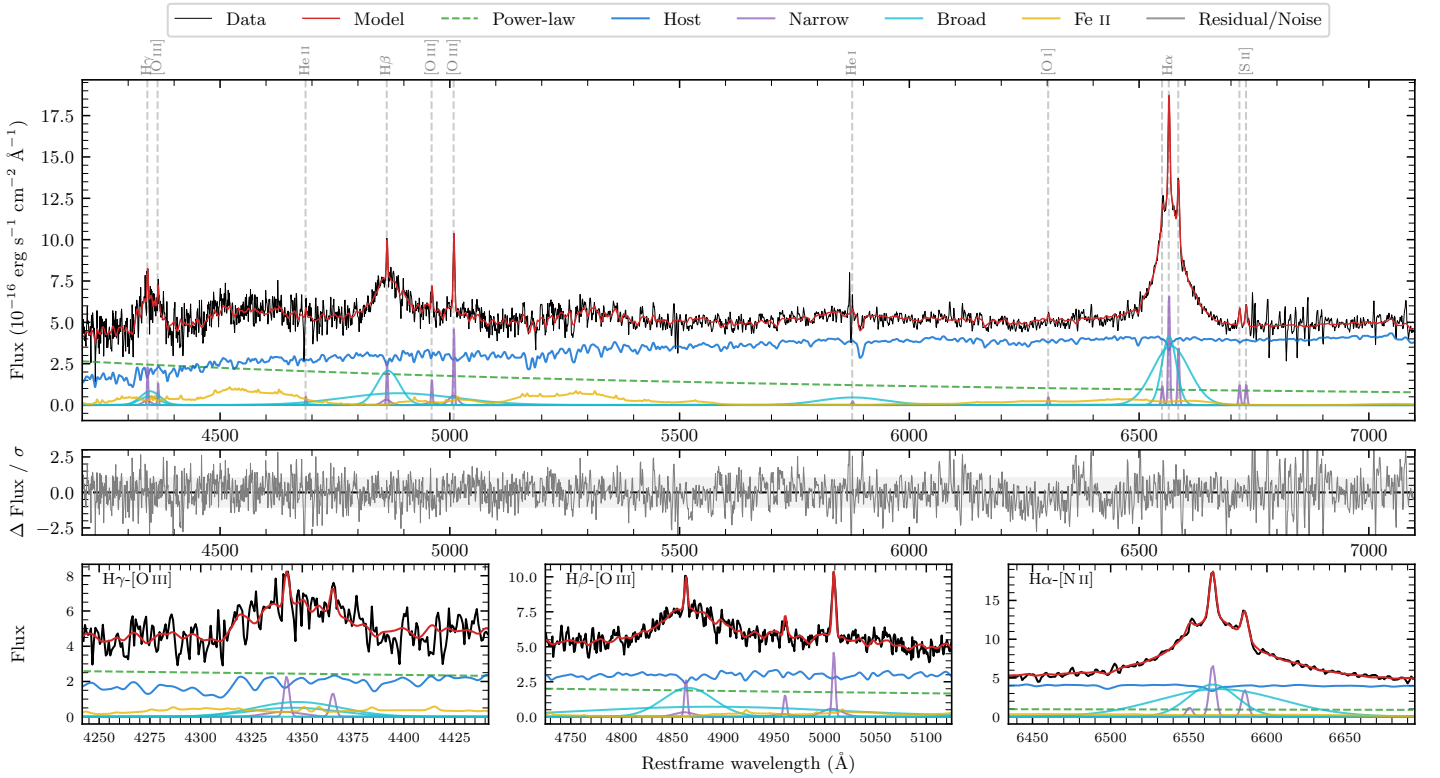 Data Model Power-law Host Narrow Broad Fe II Residual/Noise
Hγ [O III] He II Hβ [O III] [O III] He I [O I] Hα [S II]
Flux (10⁻¹⁶ erg s⁻¹ cm⁻² Å⁻¹)
17.5
15.0
12.5
10.0
7.5
5.0
2.5
0.0
4500 5000 5500 6000 6500 7000
Δ Flux / σ
2.5
0.0
−2.5
4500 5000 5500 6000 6500 7000
Flux
Hγ-[O III]
8
6
4
2
0
4250 4275 4300 4325 4350 4375 4400 4425
Hβ-[O III]
10.0
7.5
5.0
2.5
0.0
4750 4800 4850 4900 4950 5000 5050 5100
Hα-[N II]
15
10
5
0
6450 6500 6550 6600 6650
Restframe wavelength (Å)